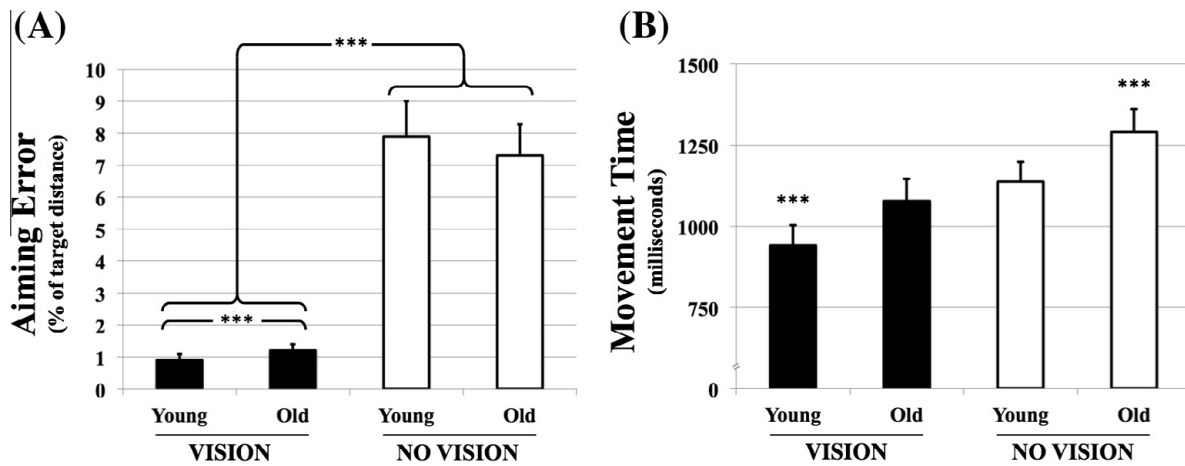 (A)
***
Aiming Error
(% of target distance)
10
9
8
7
6
5
4
3
2
1
0
***
Young Old Young Old
VISION NO VISION
(B)
Movement Time
(milliseconds)
1500
1250
1000
750
0
***
***
Young Old Young Old
VISION NO VISION